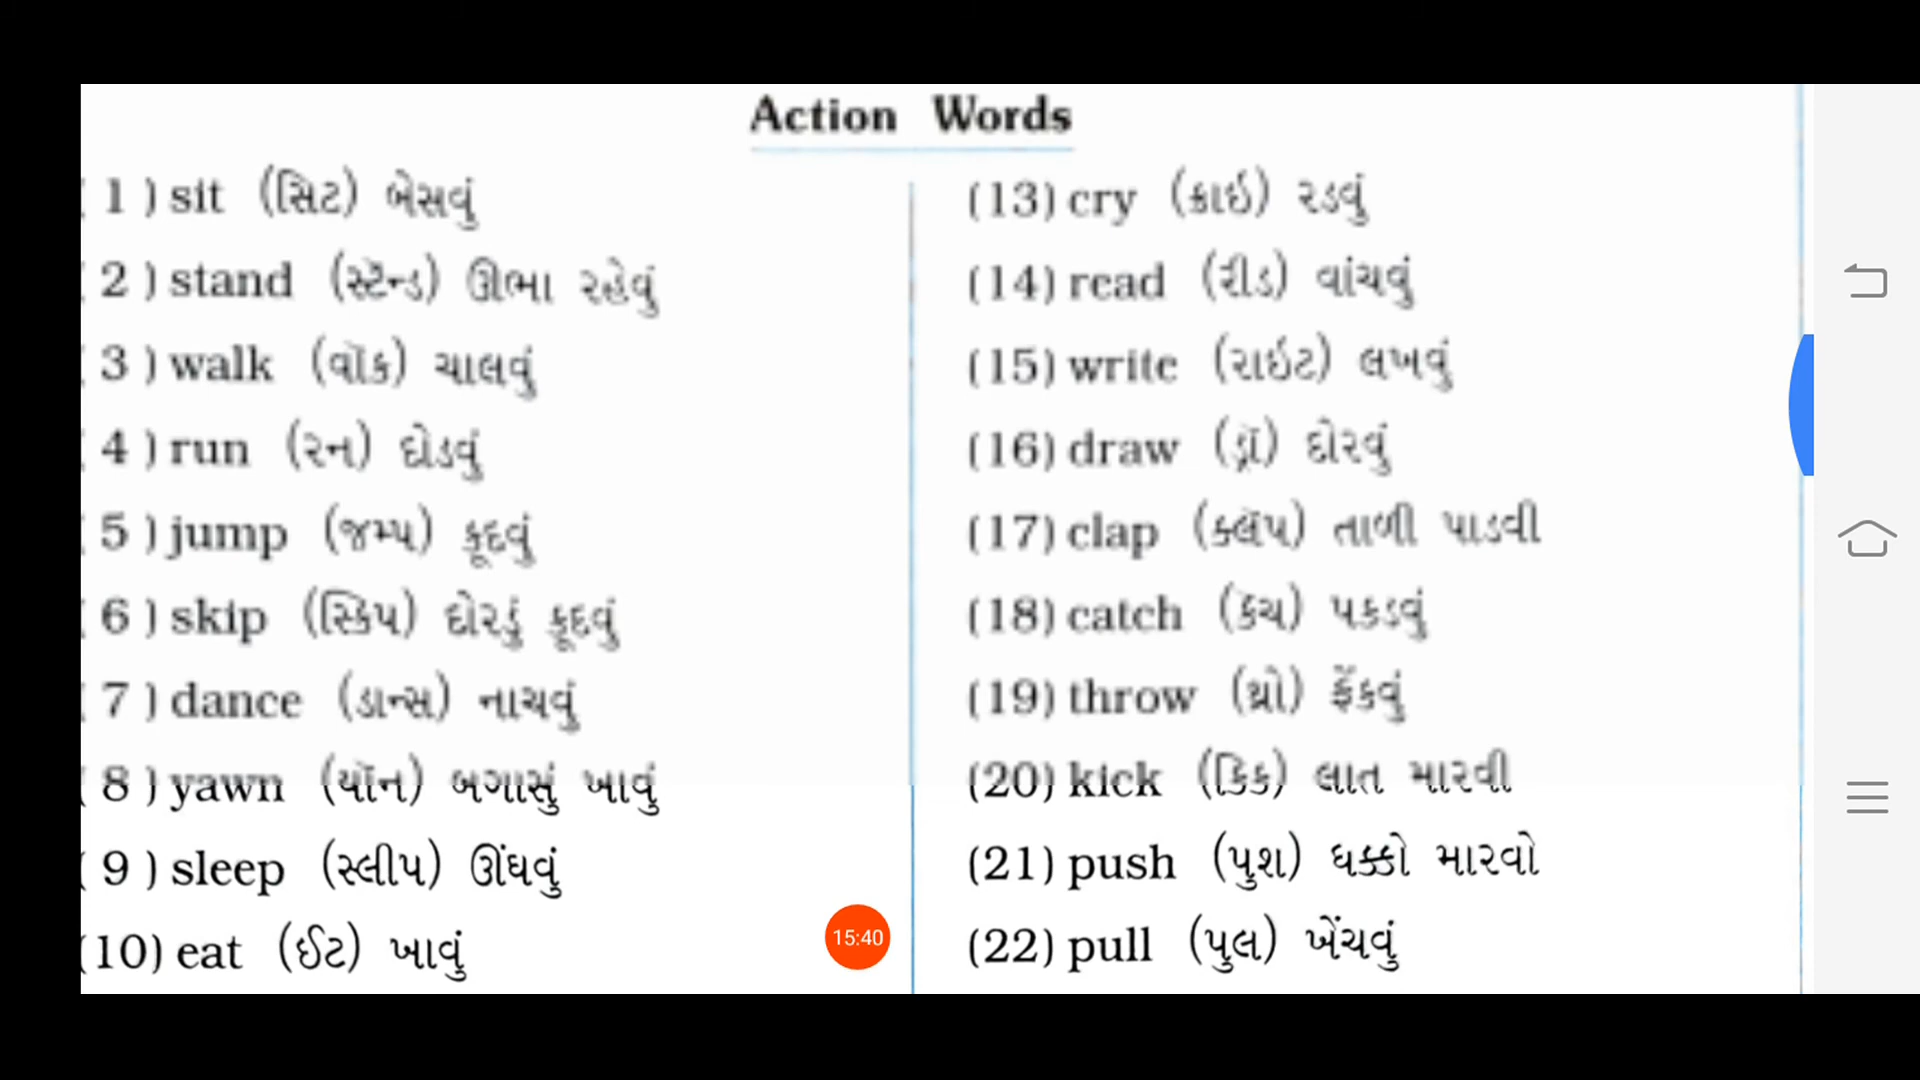 Action Words
( 1 ) sit (સિટ) બેસવું
( 2 ) stand (સ્ટૅન્ડ) ઊભા રહેવું
( 3 ) walk (વૉક) ચાલવું
( 4 ) run (રન) દોડવું
( 5 ) jump (જમ્પ) કૂદવું
( 6 ) skip (સ્કિપ) દોરડું કૂદવું
( 7 ) dance (ડાન્સ) નાચવું
( 8 ) yawn (યૉન) બગાસું ખાવું
( 9 ) sleep (સ્લીપ) ઊંઘવું
(10) eat (ઈટ) ખાવું
(13) cry (ક્રાઇ) રડવું
(14) read (રીડ) વાંચવું
(15) write (રાઇટ) લખવું
(16) draw (ડ્રૉ) દોરવું
(17) clap (ક્લૅપ) તાળી પાડવી
(18) catch (કૅચ) પકડવું
(19) throw (થ્રો) ફેંકવું
(20) kick (કિક) લાત મારવી
(21) push (પુશ) ધક્કો મારવો
(22) pull (પુલ) ખેંચવું
15:40